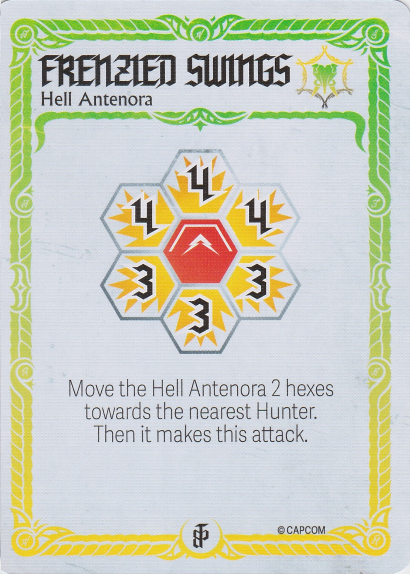 FRENZIED SWINGS
Hell Antenora
4
4 4
3 3
3
Move the Hell Antenora 2 hexes
towards the nearest Hunter.
Then it makes this attack.
© CAPCOM